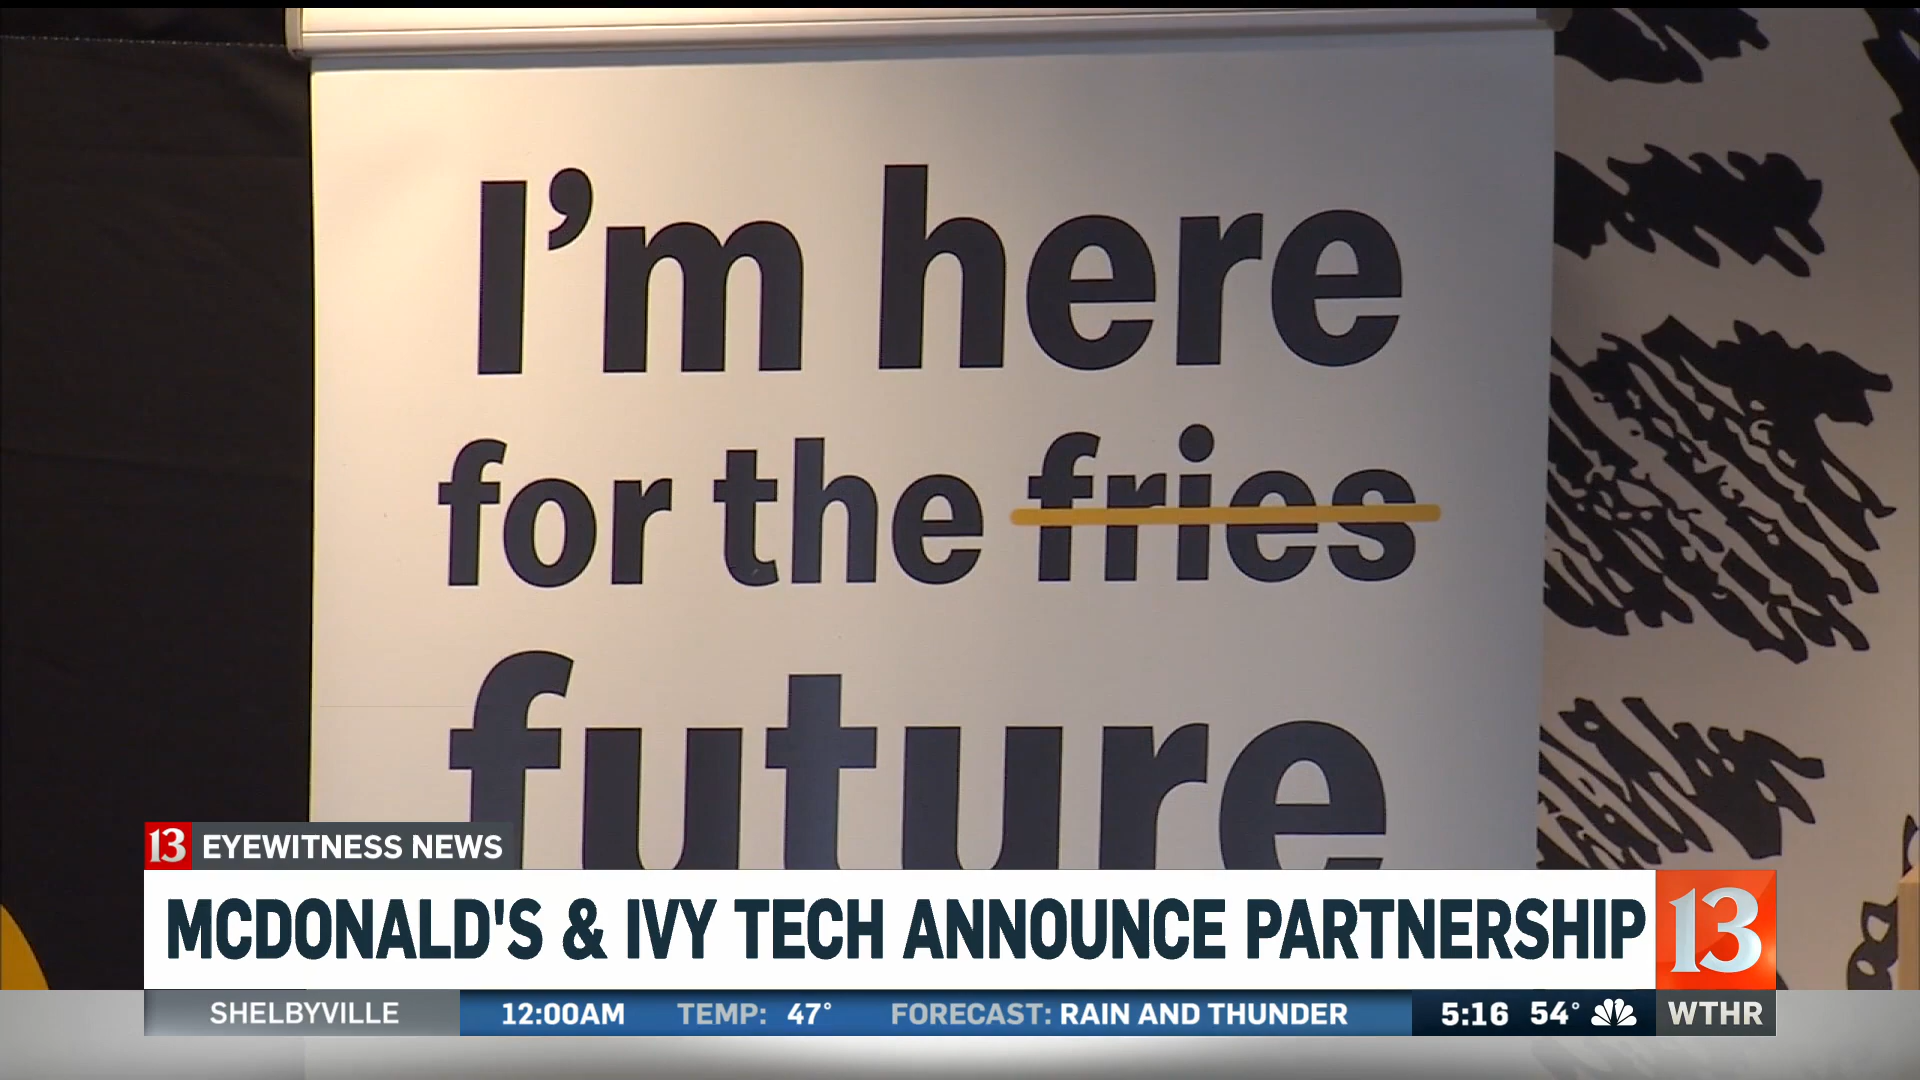 I'm here
for the fries
future
13 EYEWITNESS NEWS
MCDONALD'S & IVY TECH ANNOUNCE PARTNERSHIP 13
SHELBYVILLE 12:00AM TEMP: 47° FORECAST: RAIN AND THUNDER 5:16 54° WTHR